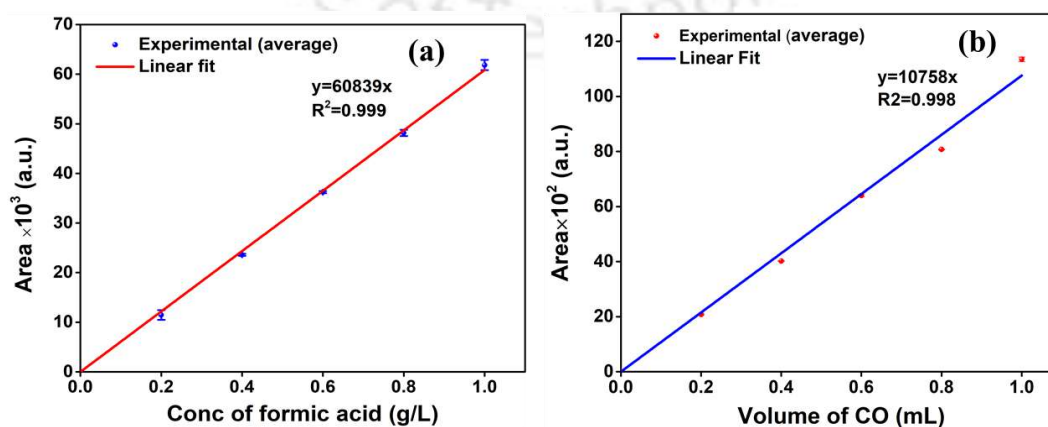 (a)
Experimental (average)
Linear fit
y=60839x
R²=0.999
Area ×10³ (a.u.)
70
60
50
40
30
20
10
0
0.0 0.2 0.4 0.6 0.8 1.0
Conc of formic acid (g/L)
(b)
Experimental (average)
Linear Fit
y=10758x
R2=0.998
Area×10² (a.u.)
120
100
80
60
40
20
0
0.0 0.2 0.4 0.6 0.8 1.0
Volume of CO (mL)